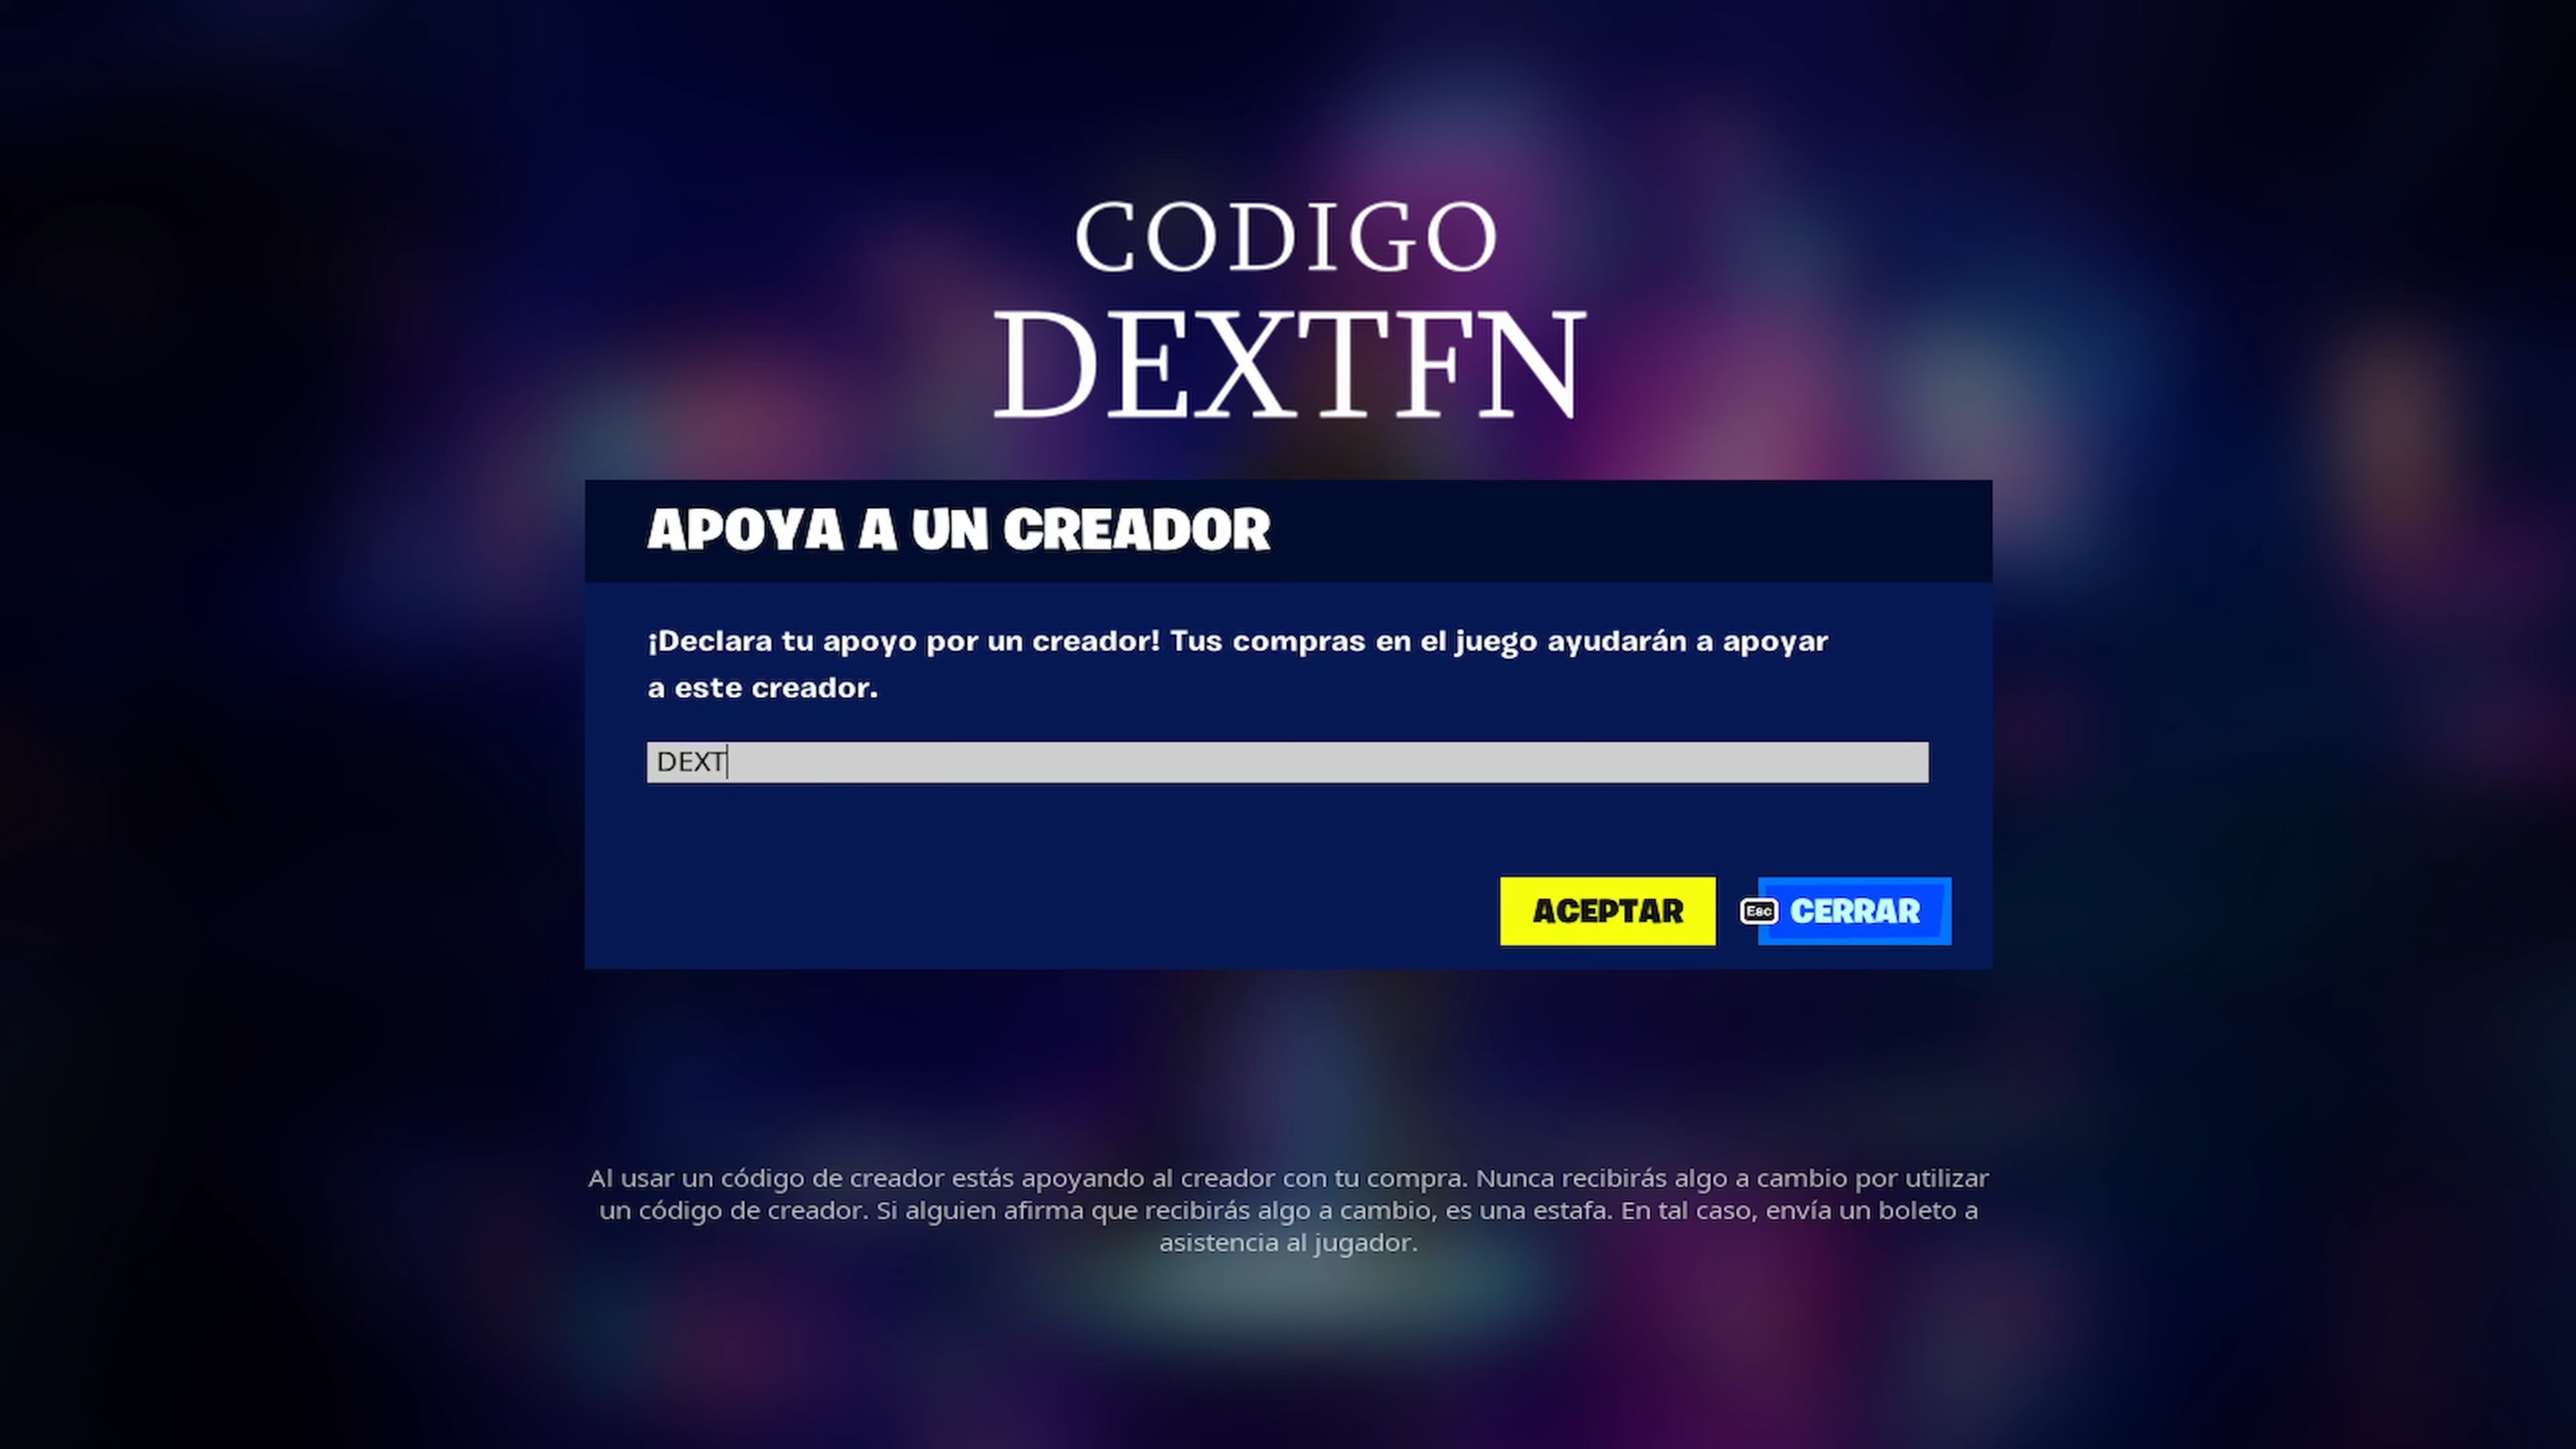 CODIGO
DEXTFN
APOYA A UN CREADOR
¡Declara tu apoyo por un creador! Tus compras en el juego ayudarán a apoyar
a este creador.
DEXT
ACEPTAR
Esc CERRAR
Al usar un código de creador estás apoyando al creador con tu compra. Nunca recibirás algo a cambio por utilizar
un código de creador. Si alguien afirma que recibirás algo a cambio, es una estafa. En tal caso, envía un boleto a
asistencia al jugador.